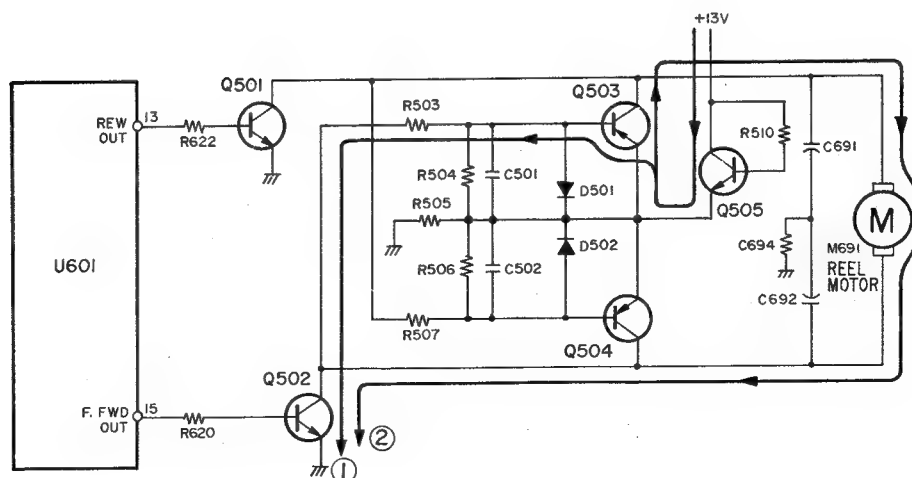 +13V
Q501
Q503
R503
REW
OUT
13
R622
R510
C691
R504
C501
D501
Q505
R505
M
C694
M691
REEL
MOTOR
U601
R506
C502
D502
C692
R507
Q504
Q502
F. FWD
OUT
15
R620
①
②